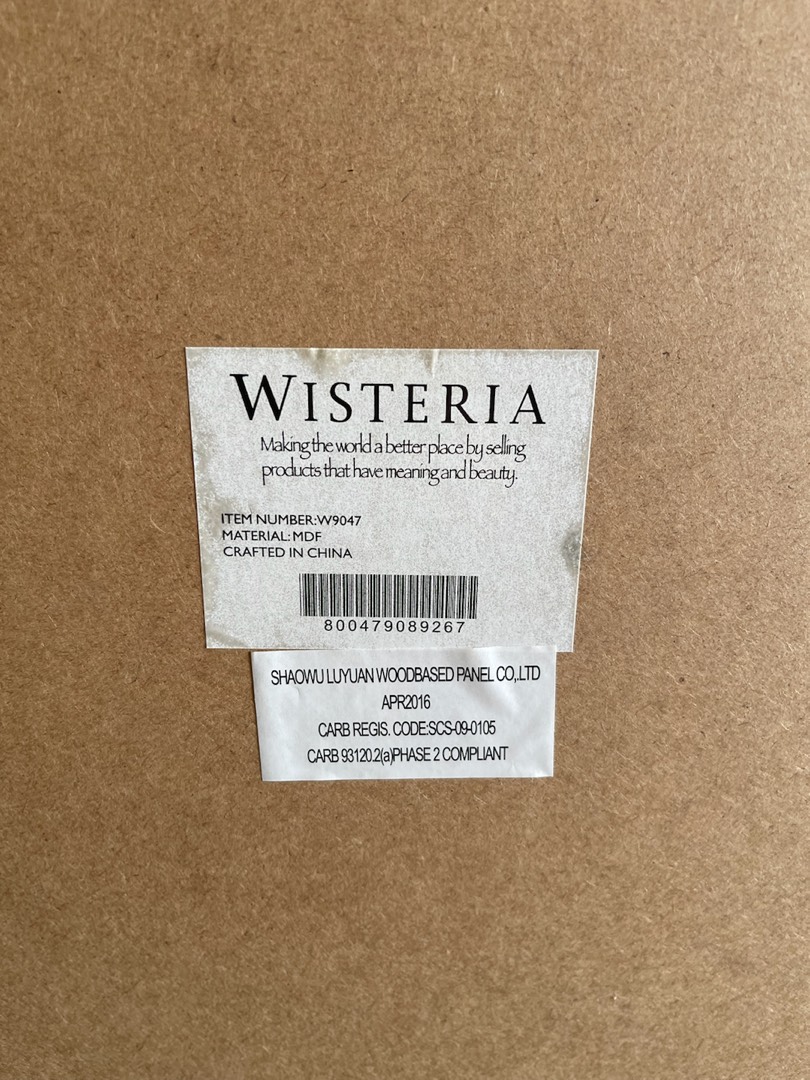 WISTERIA
Making the world a better place by selling
products that have meaning and beauty.
ITEM NUMBER:W9047
MATERIAL:MDF
CRAFTED IN CHINA
800479089267
SHAOWU LUYUAN WOODBASED PANEL CO,.LTD
APR2016
CARB REGIS. CODE:SCS-09-0105
CARB 93120.2(a)PHASE 2 COMPLIANT